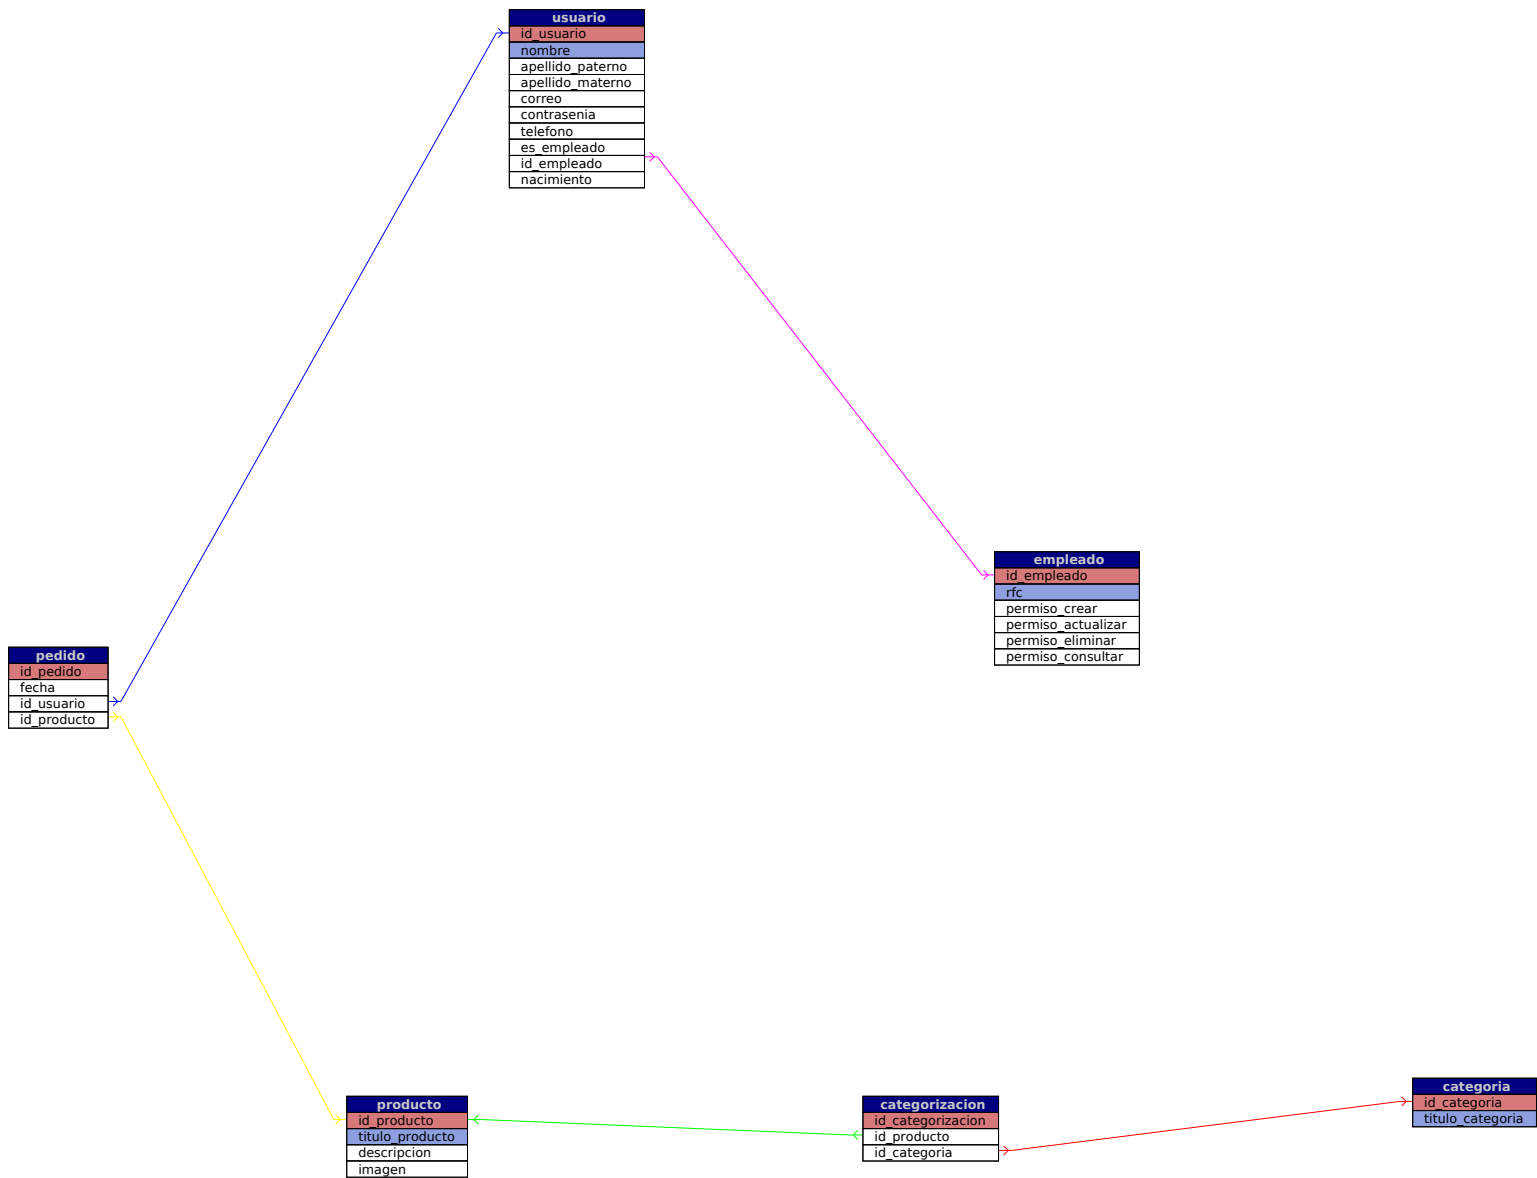 usuario
id_usuario
nombre
apellido_paterno
apellido_materno
correo
contrasenia
telefono
es_empleado
id_empleado
nacimiento
empleado
id_empleado
rfc
permiso_crear
permiso_actualizar
permiso_eliminar
permiso_consultar
pedido
id_pedido
fecha
id_usuario
id_producto
producto
id_producto
titulo_producto
descripcion
imagen
categorizacion
id_categorizacion
id_producto
id_categoria
categoria
id_categoria
titulo_categoria